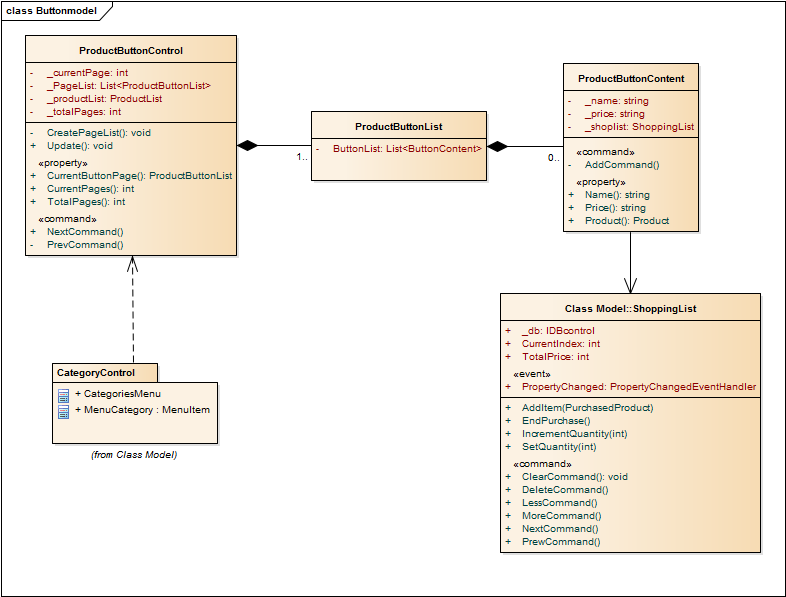 class Buttonmodel
ProductButtonControl
- _currentPage: int
- _PageList: List<ProductButtonList>
- _productList: ProductList
- _totalPages: int
- CreatePageList(): void
+ Update(): void
«property»
+ CurrentButtonPage(): ProductButtonList
+ CurrentPages(): int
+ TotalPages(): int
«command»
+ NextCommand()
- PrevCommand()
1..
ProductButtonList
- ButtonList: List<ButtonContent>
0..
ProductButtonContent
- _name: string
- _price: string
- _shoplist: ShoppingList
«command»
- AddCommand()
«property»
+ Name(): string
+ Price(): string
+ Product(): Product
Class Model::ShoppingList
+ _db: IDBcontrol
+ CurrentIndex: int
+ TotalPrice: int
«event»
+ PropertyChanged: PropertyChangedEventHandler
+ AddItem(PurchasedProduct)
+ EndPurchase()
+ IncrementQuantity(int)
+ SetQuantity(int)
«command»
+ ClearCommand(): void
+ DeleteCommand()
+ LessCommand()
+ MoreCommand()
+ NextCommand()
+ PrewCommand()
CategoryControl
+ CategoriesMenu
+ MenuCategory : MenuItem
(from Class Model)